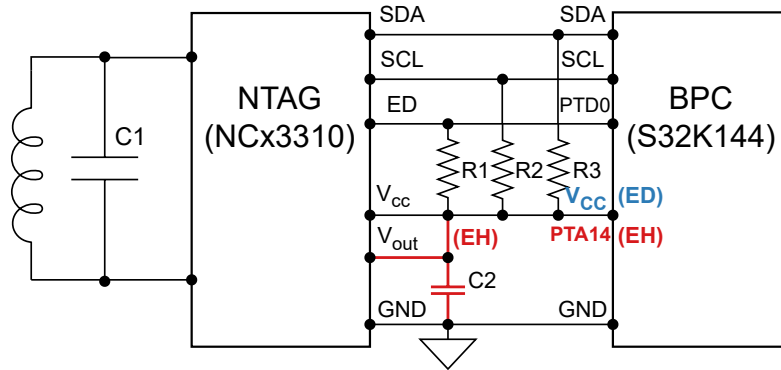 SDA SDA
SCL SCL
NTAG
(NCx3310)
ED PTD0
BPC
(S32K144)
C1
R1 R2 R3
Vcc VCC (ED)
Vout (EH) PTA14 (EH)
C2
GND GND